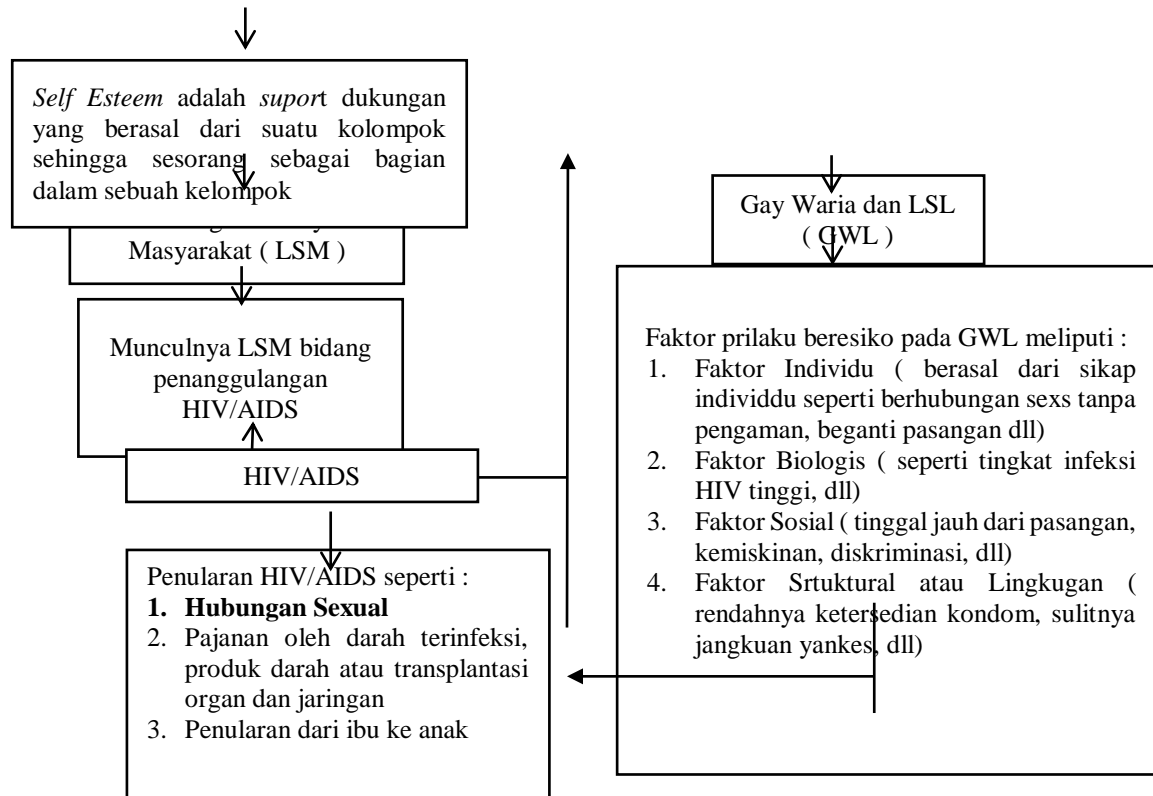 Self Esteem adalah suport dukungan
yang berasal dari suatu kolompok
sehingga sesorang sebagai bagian
dalam sebuah kelompok
Masyarakat ( LSM )
Munculnya LSM bidang
penanggulangan
HIV/AIDS
HIV/AIDS
Penularan HIV/AIDS seperti :
1. Hubungan Sexual
2. Pajanan oleh darah terinfeksi,
produk darah atau transplantasi
organ dan jaringan
3. Penularan dari ibu ke anak
Gay Waria dan LSL
( GWL )
Faktor prilaku beresiko pada GWL meliputi :
1. Faktor Individu ( berasal dari sikap
individdu seperti berhubungan sexs tanpa
pengaman, beganti pasangan dll)
2. Faktor Biologis ( seperti tingkat infeksi
HIV tinggi, dll)
3. Faktor Sosial ( tinggal jauh dari pasangan,
kemiskinan, diskriminasi, dll)
4. Faktor Srtuktural atau Lingkugan (
rendahnya ketersedian kondom, sulitnya
jangkuan yankes, dll)